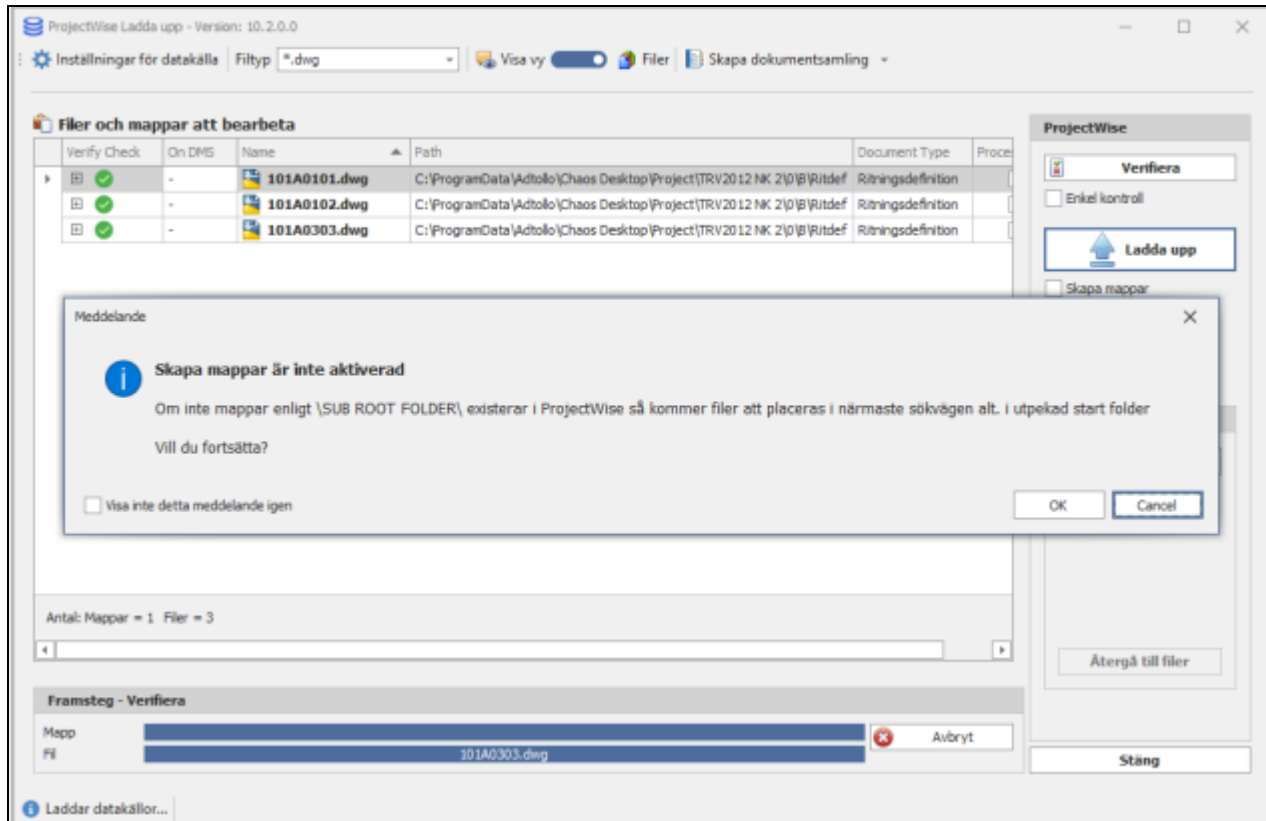 ProjectWise Ladda upp - Version: 10.2.0.0
Inställningar för datakälla Filtyp *.dwg Visa vy Filer Skapa dokumentsamling
Filer och mappar att bearbeta
Verify Check On DMS Name Path Document Type Proces
- 101A0101.dwg C:\ProgramData\Adtollo\Chaos Desktop\Project\TRV2012 NK 2\0\B\Ritdef Ritningsdefinition
- 101A0102.dwg C:\ProgramData\Adtollo\Chaos Desktop\Project\TRV2012 NK 2\0\B\Ritdef Ritningsdefinition
- 101A0303.dwg C:\ProgramData\Adtollo\Chaos Desktop\Project\TRV2012 NK 2\0\B\Ritdef Ritningsdefinition
ProjectWise
Verifiera
Enkel kontroll
Ladda upp
Skapa mappar
Meddelande
Skapa mappar är inte aktiverad
Om inte mappar enligt \SUB ROOT FOLDER\ existerar i ProjectWise så kommer filer att placeras i närmaste sökvägen alt. i utpekad start folder
Vill du fortsätta?
Visa inte detta meddelande igen
OK Cancel
Antal: Mappar = 1 Filer = 3
Återgå till filer
Framsteg - Verifiera
Mapp
Fil 101A0303.dwg
Avbryt
Stäng
Laddar datakällor...